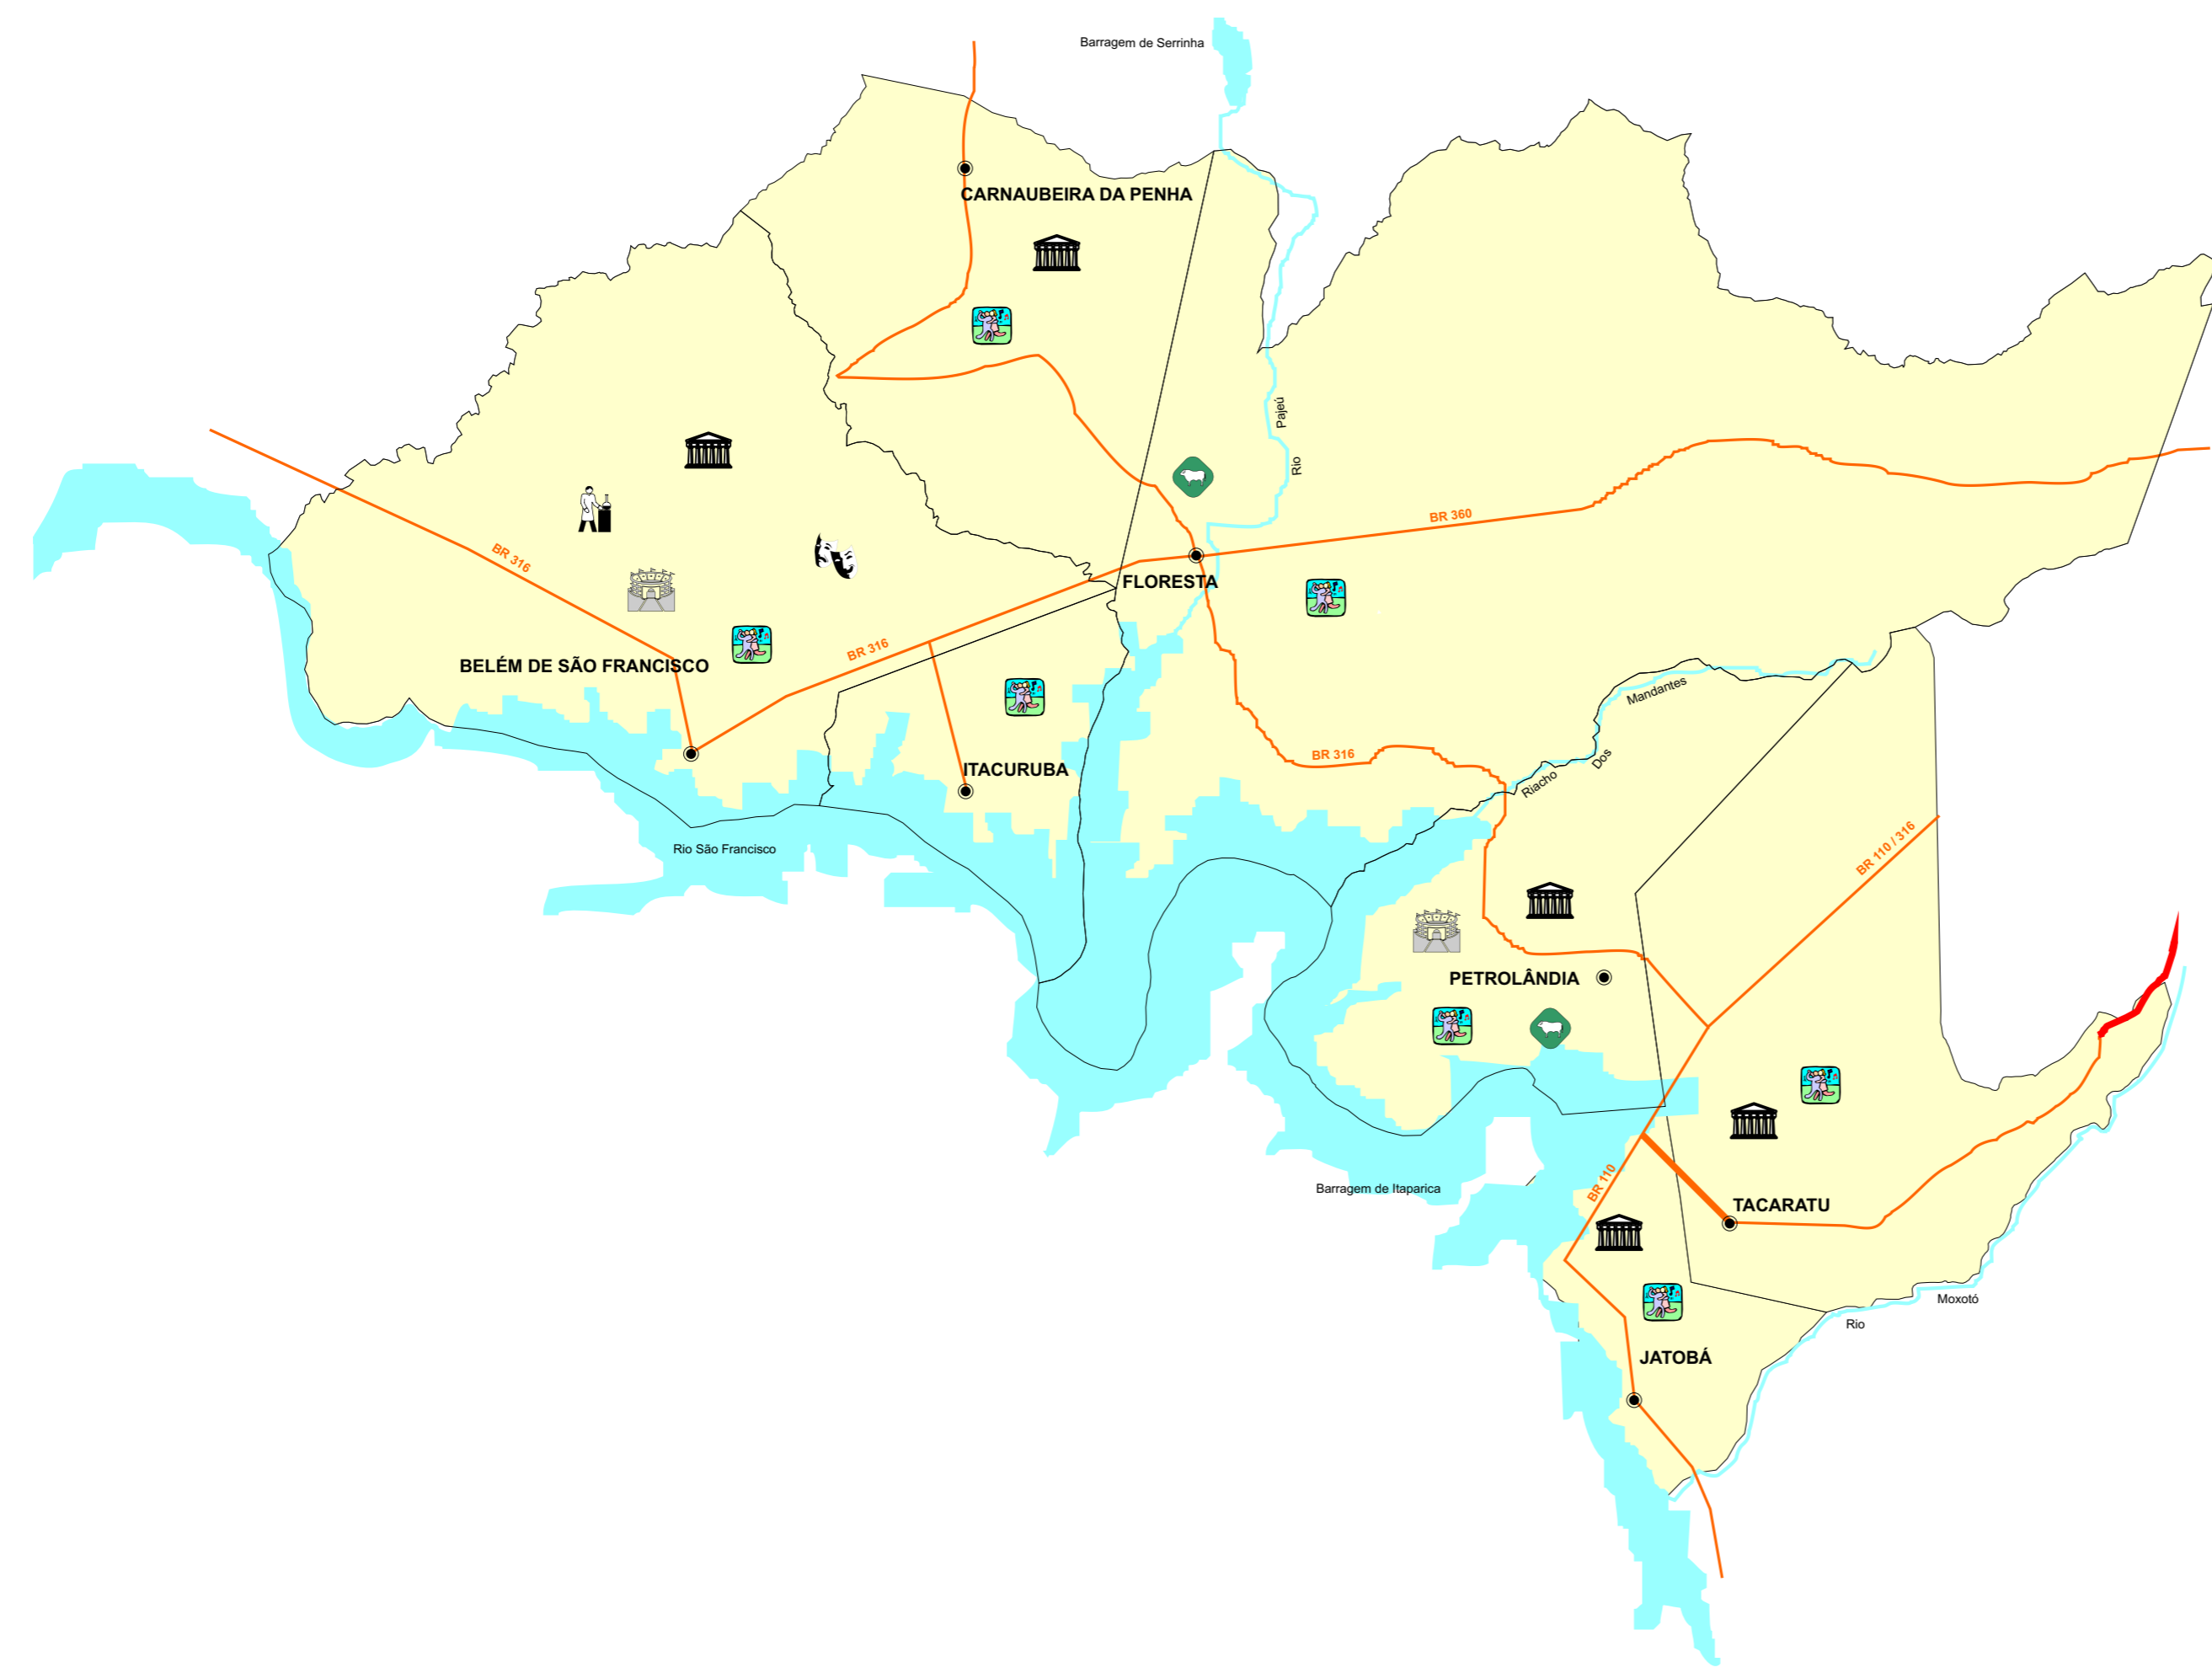 Barragem de Serrinha
CARNAUBEIRA DA PENHA
Pajeú
Rio
BR 360
BR 316
FLORESTA
BR 316
BELÉM DE SÃO FRANCISCO
Mandantes
Dos
Riacho
BR 316
ITACURUBA
Rio São Francisco
BR 110 / 316
PETROLÂNDIA
BR 110
Barragem de Itaparica
TACARATU
Moxotó
Rio
JATOBÁ